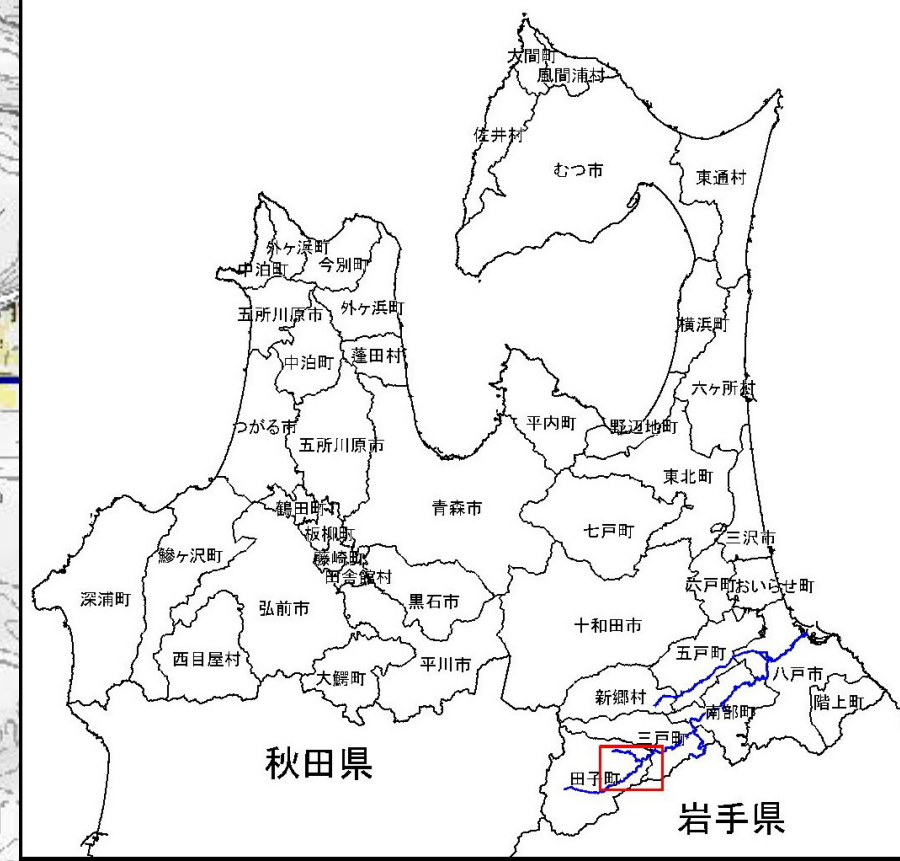 大間町
風間浦村
佐井村
むつ市
東通村
外ヶ浜町
中泊町
今別町
五所川原市
外ヶ浜町
横浜町
中泊町
蓬田村
六ヶ所村
つがる市
五所川原市
平内町
野辺地町
東北町
青森市
鶴田町
板柳町
七戸町
三沢市
藤崎町
田舎館村
鰺ヶ沢町
深浦町
弘前市
黒石市
六戸町
おいらせ町
十和田市
西目屋村
大鰐町
平川市
五戸町
八戸市
新郷村
南部町
階上町
三戸町
田子町
秋田県
岩手県